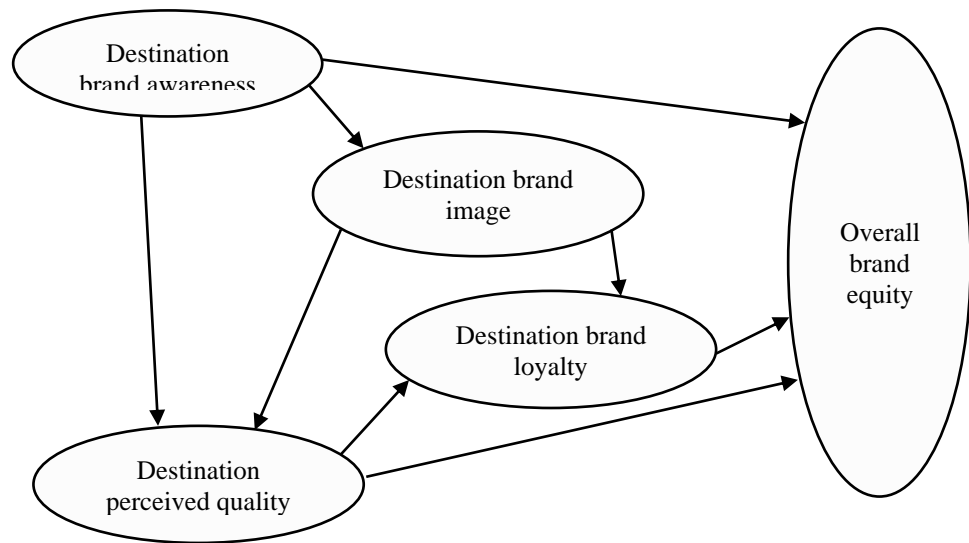 Destination
brand awareness
Destination brand
image
Overall
brand
equity
Destination brand
loyalty
Destination
perceived quality